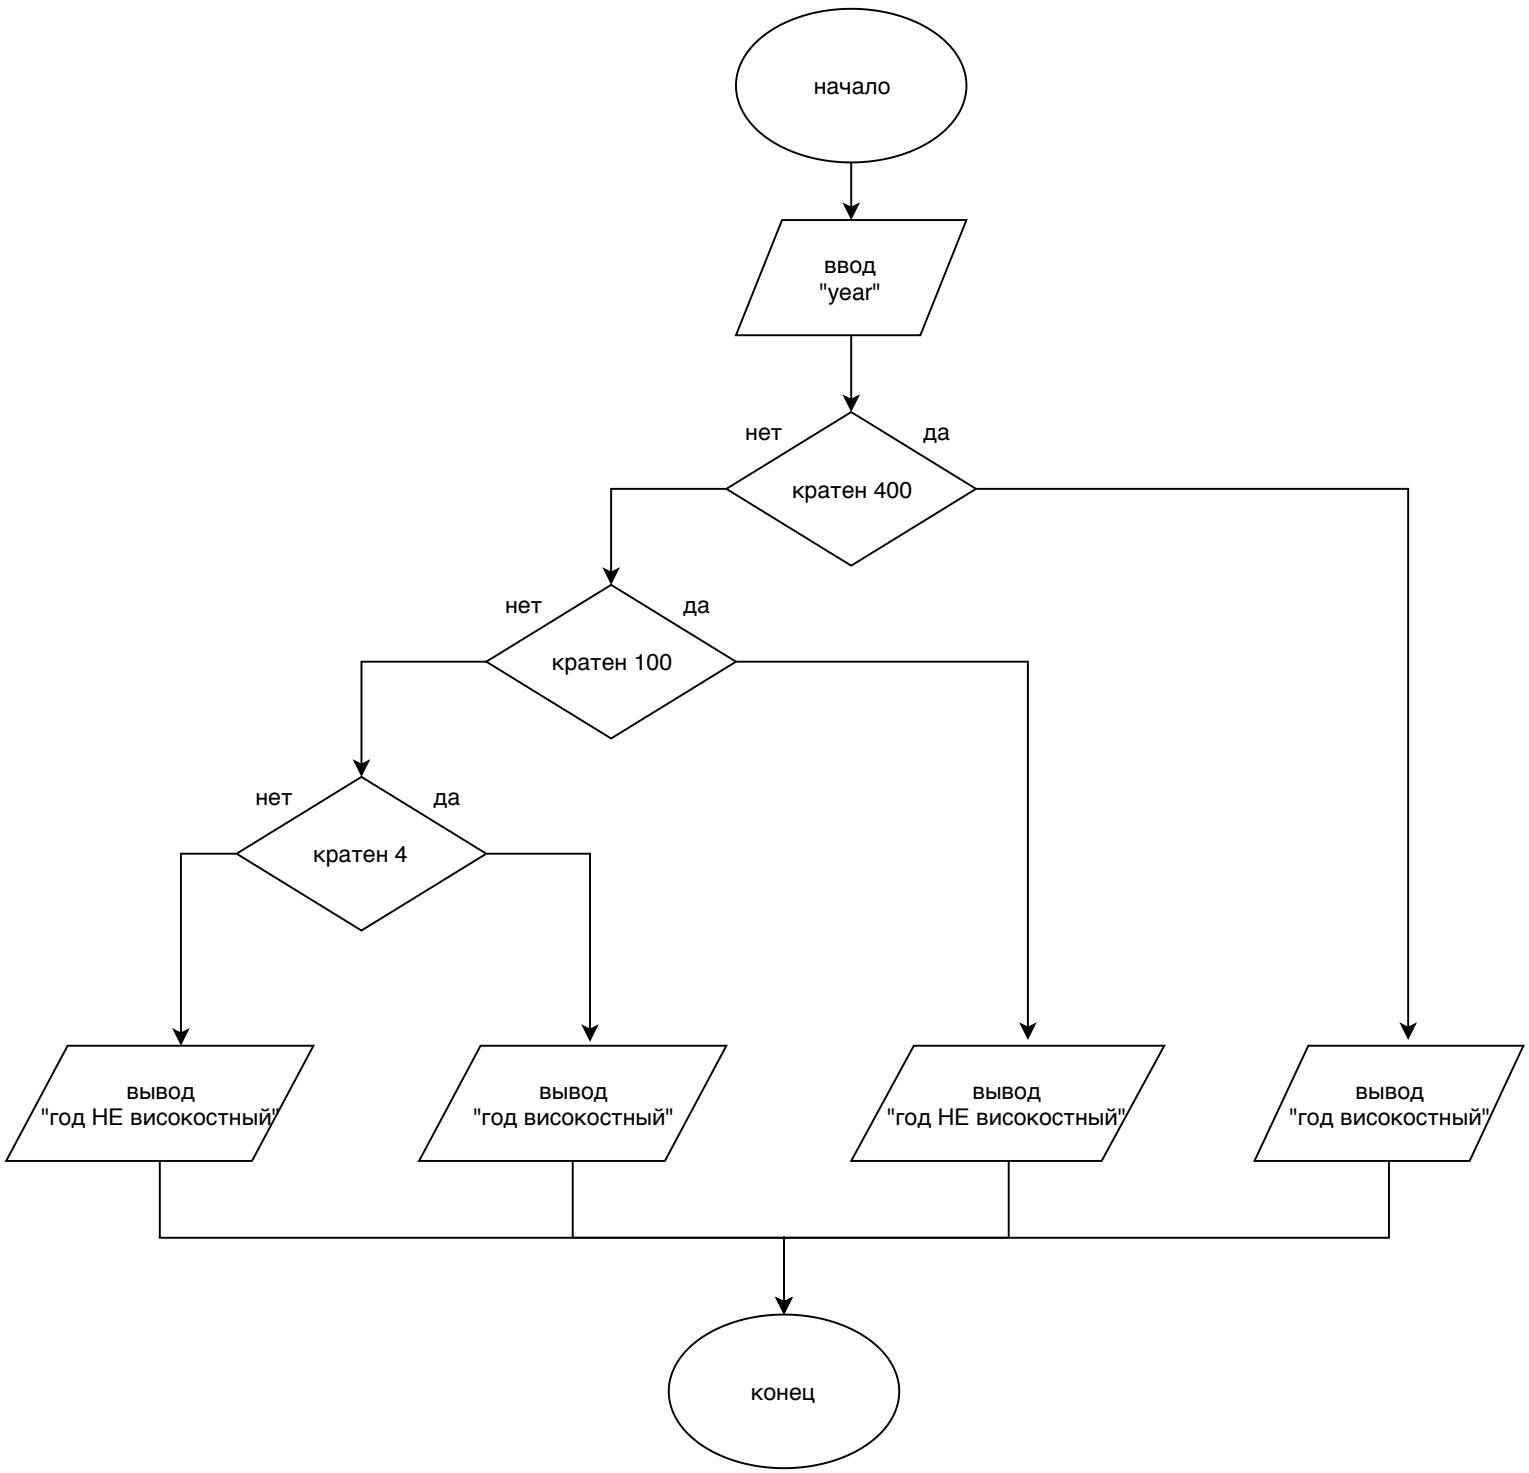 начало
ввод
"year"
нет
да
кратен 400
нет
да
кратен 100
нет
да
кратен 4
вывод
"год НЕ високостный"
вывод
"год високостный"
вывод
"год НЕ високостный"
вывод
"год високостный"
конец